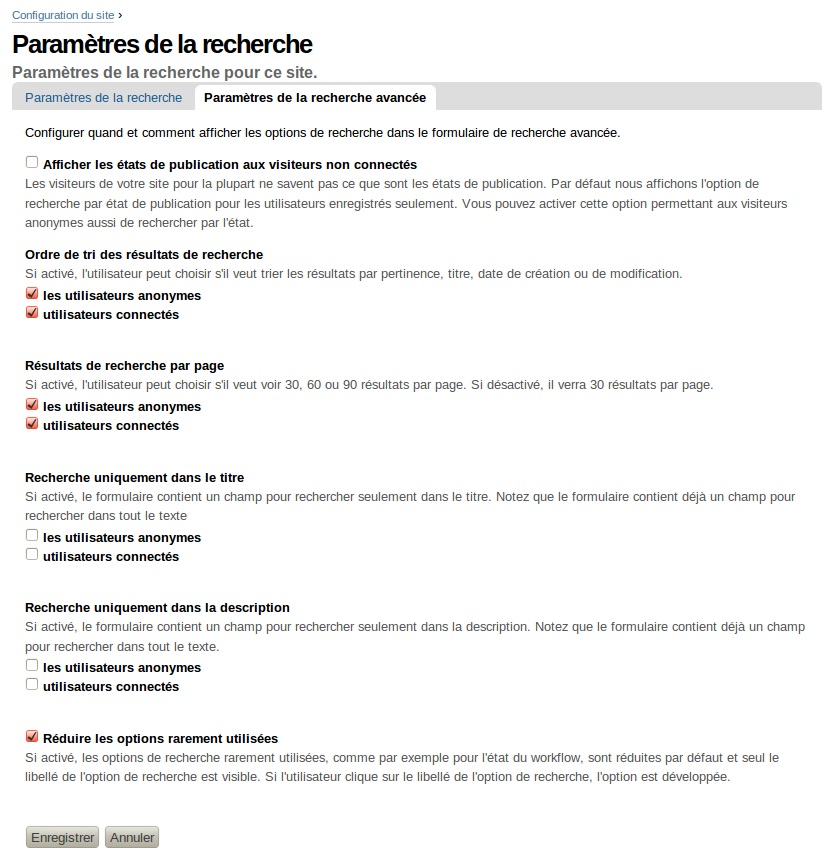 Configuration du site ›
Paramètres de la recherche
Paramètres de la recherche pour ce site.
Paramètres de la recherche Paramètres de la recherche avancée
Configurer quand et comment afficher les options de recherche dans le formulaire de recherche avancée.
Afficher les états de publication aux visiteurs non connectés
Les visiteurs de votre site pour la plupart ne savent pas ce que sont les états de publication. Par défaut nous affichons l'option de
recherche par état de publication pour les utilisateurs enregistrés seulement. Vous pouvez activer cette option permettant aux visiteurs
anonymes aussi de rechercher par l'état.
Ordre de tri des résultats de recherche
Si activé, l'utilisateur peut choisir s'il veut trier les résultats par pertinence, titre, date de création ou de modification.
les utilisateurs anonymes
utilisateurs connectés
Résultats de recherche par page
Si activé, l'utilisateur peut choisir s'il veut voir 30, 60 ou 90 résultats par page. Si désactivé, il verra 30 résultats par page.
les utilisateurs anonymes
utilisateurs connectés
Recherche uniquement dans le titre
Si activé, le formulaire contient un champ pour rechercher seulement dans le titre. Notez que le formulaire contient déjà un champ pour
rechercher dans tout le texte
les utilisateurs anonymes
utilisateurs connectés
Recherche uniquement dans la description
Si activé, le formulaire contient un champ pour rechercher seulement dans la description. Notez que le formulaire contient déjà un champ
pour rechercher dans tout le texte.
les utilisateurs anonymes
utilisateurs connectés
Réduire les options rarement utilisées
Si activé, les options de recherche rarement utilisées, comme par exemple pour l'état du workflow, sont réduites par défaut et seul le
libellé de l'option de recherche est visible. Si l'utilisateur clique sur le libellé de l'option de recherche, l'option est développée.
Enregistrer Annuler